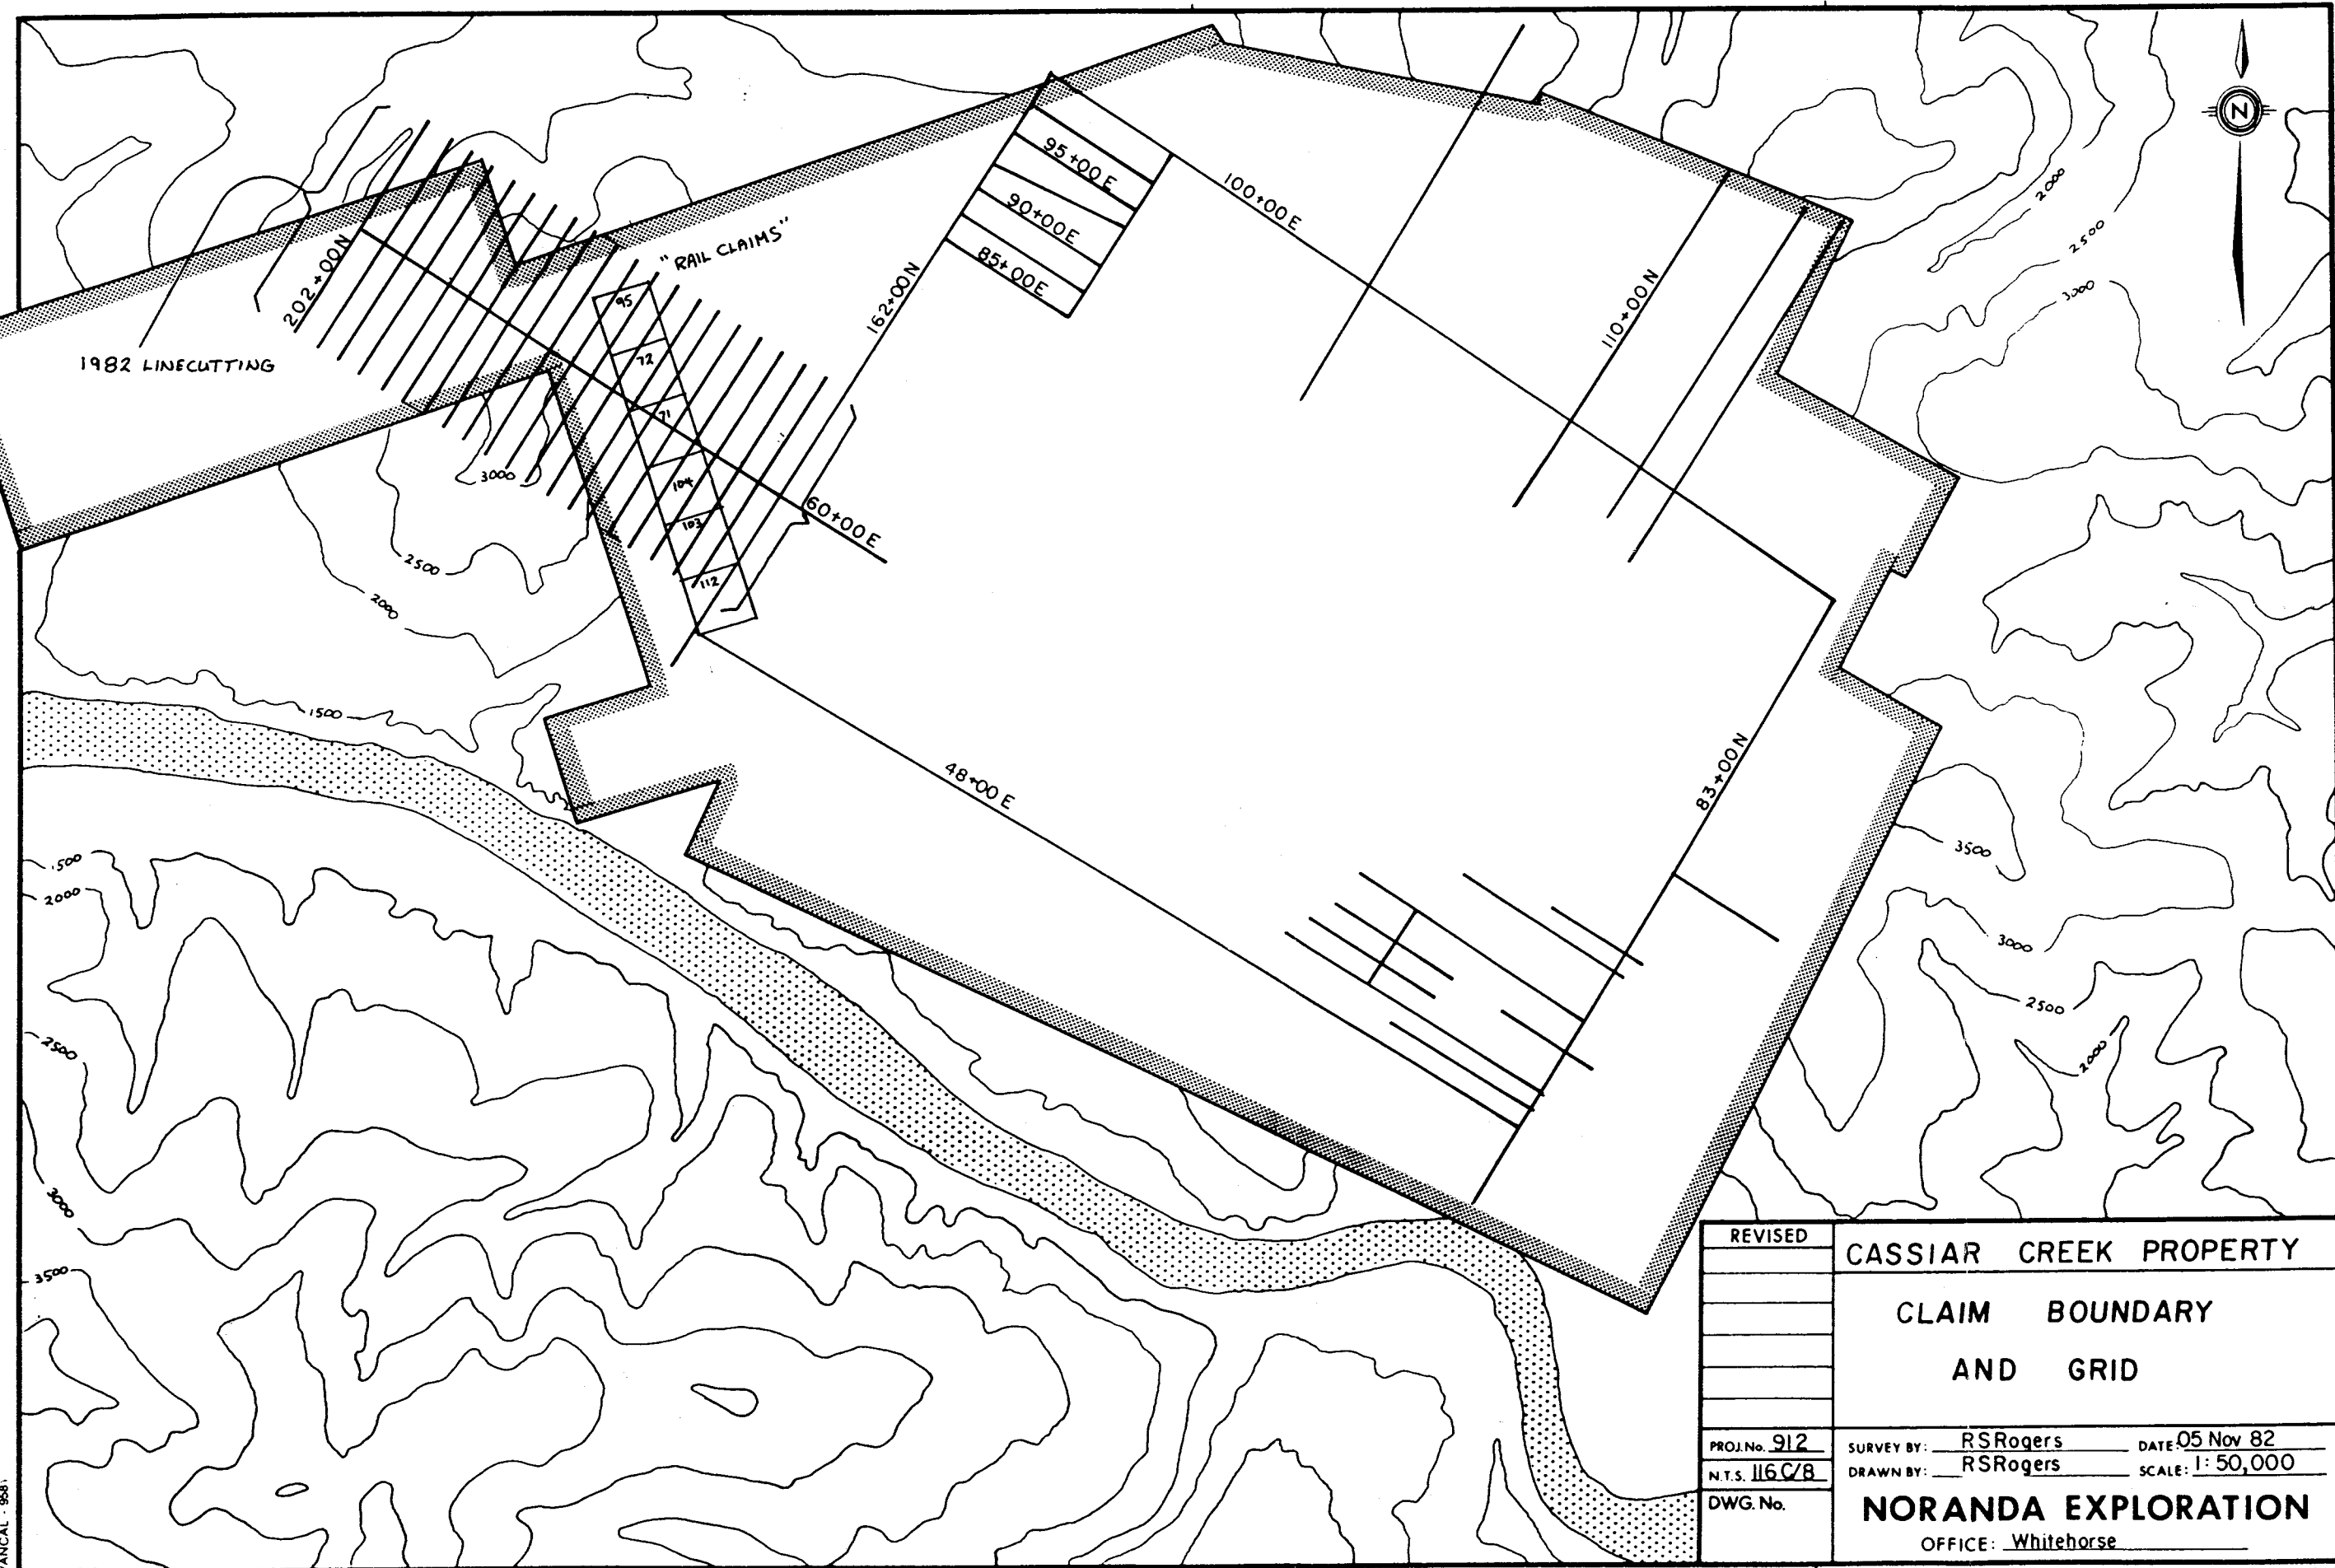 N
2000
2500
3000
95+00E
90+00E
85+00E
100+00E
"RAIL CLAIMS"
202+00N
162+00N
110+00N
1982 LINECUTTING
95
72
71
104
103
112
60+00E
3000
2500
2000
1500
48+00E
83+00N
1500
2000
2500
3000
3500
3500
3000
2500
2000
REVISED
CASSIAR CREEK PROPERTY
CLAIM BOUNDARY
AND GRID
PROJ.No. 912
N.T.S. 116 C/8
DWG. No.
SURVEY BY: RSRogers DATE: 05 Nov 82
DRAWN BY: RSRogers SCALE: 1:50,000
NORANDA EXPLORATION
OFFICE: Whitehorse